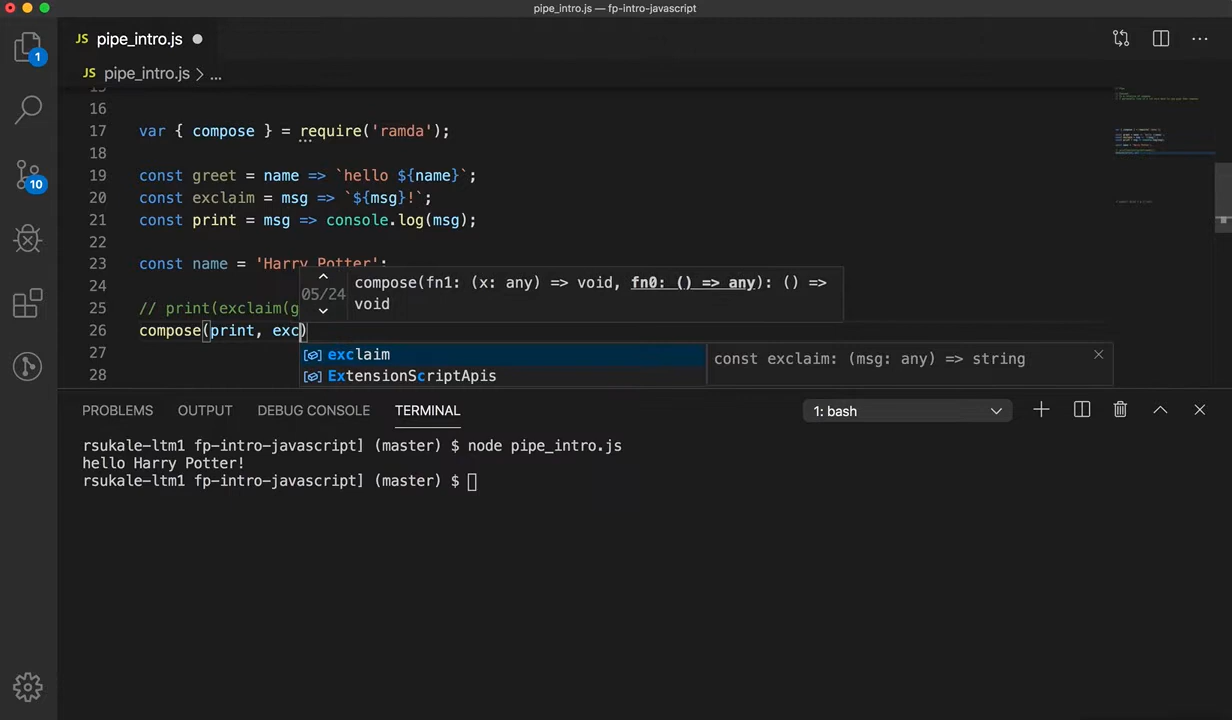 pipe_intro.js — fp-intro-javascript
JS pipe_intro.js
JS pipe_intro.js > ...
1
10
15
16
17 var { compose } = require('ramda');
18
19 const greet = name => `hello ${name}`;
20 const exclaim = msg => `${msg}!`;
21 const print = msg => console.log(msg);
22
23 const name = 'Harry Potter';
24
05/24 compose(fn1: (x: any) => void, fn0: () => any): () =>
void
25 // print(exclaim(g
26 compose(print, exc)
27
28
exclaim
const exclaim: (msg: any) => string
ExtensionScriptApis
PROBLEMS OUTPUT DEBUG CONSOLE TERMINAL 1: bash
rsukale-ltm1 fp-intro-javascript] (master) $ node pipe_intro.js
hello Harry Potter!
rsukale-ltm1 fp-intro-javascript] (master) $